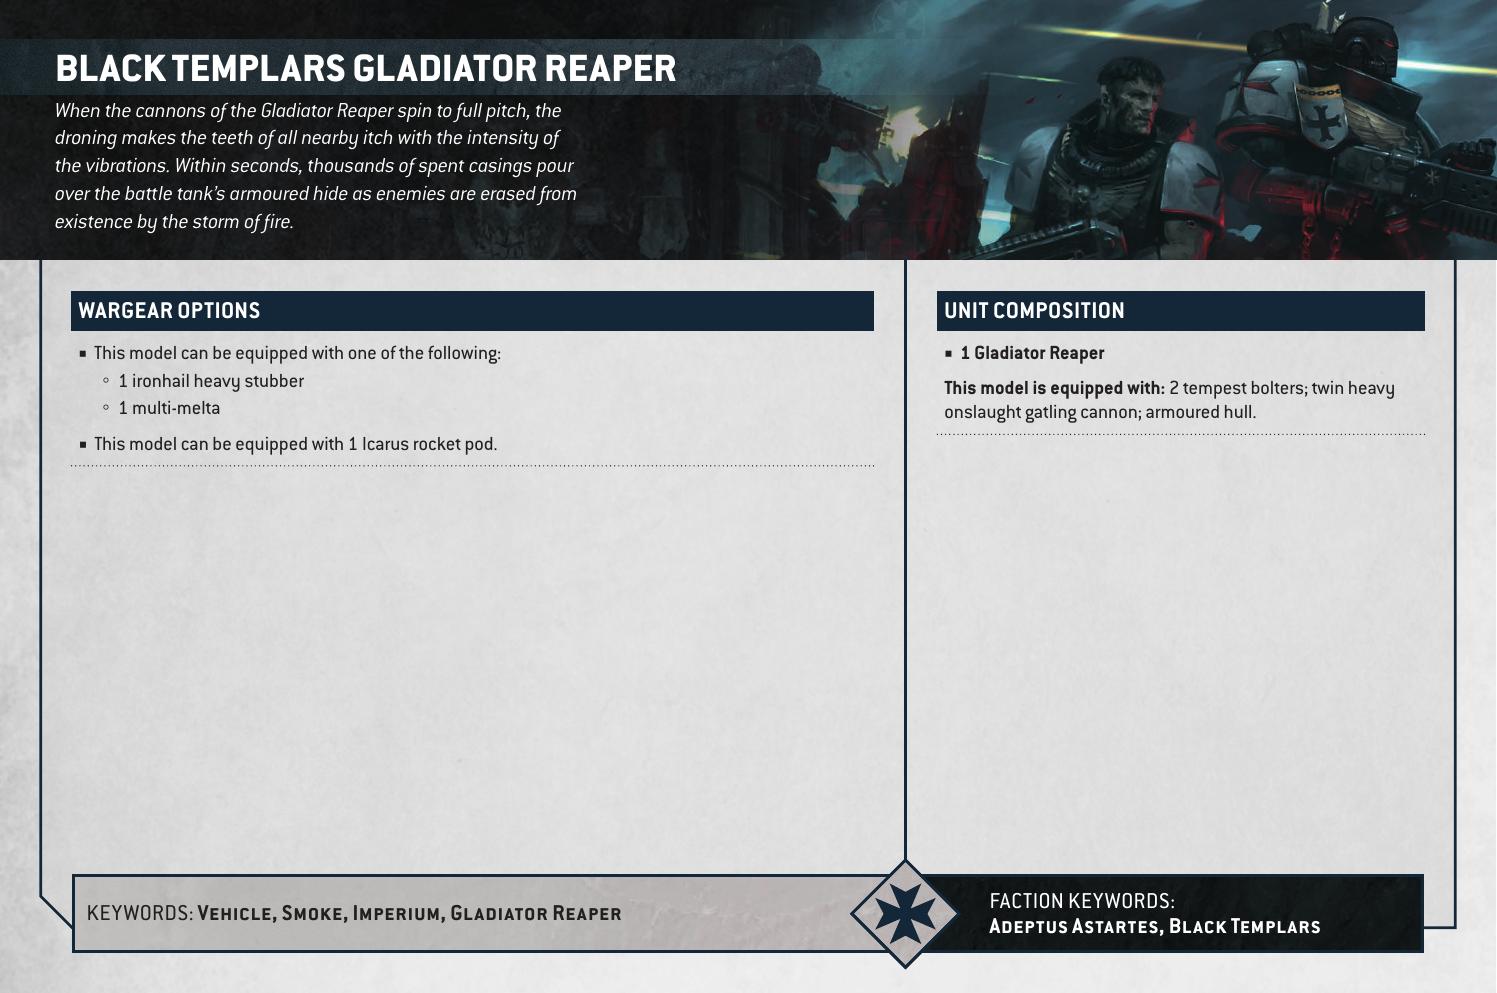 BLACK TEMPLARS GLADIATOR REAPER
When the cannons of the Gladiator Reaper spin to full pitch, the
droning makes the teeth of all nearby itch with the intensity of
the vibrations. Within seconds, thousands of spent casings pour
over the battle tank's armoured hide as enemies are erased from
existence by the storm of fire.
WARGEAR OPTIONS
■ This model can be equipped with one of the following:
◦ 1 ironhail heavy stubber
◦ 1 multi-melta
■ This model can be equipped with 1 Icarus rocket pod.
UNIT COMPOSITION
■ 1 Gladiator Reaper
This model is equipped with: 2 tempest bolters; twin heavy
onslaught gatling cannon; armoured hull.
KEYWORDS: Vehicle, Smoke, Imperium, Gladiator Reaper
FACTION KEYWORDS:
Adeptus Astartes, Black Templars